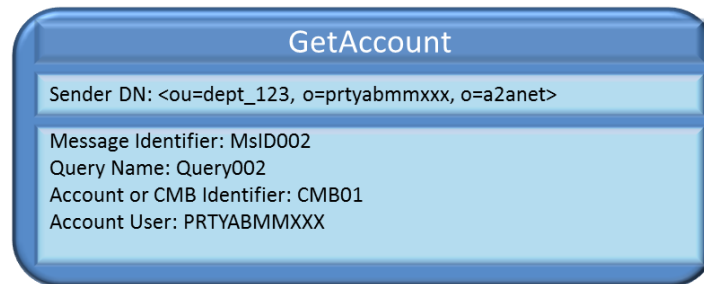 GetAccount
Sender DN: <ou=dept_123, o=prtyabmmxxx, o=a2anet>
Message Identifier: MsID002
Query Name: Query002
Account or CMB Identifier: CMB01
Account User: PRTYABMMXXX